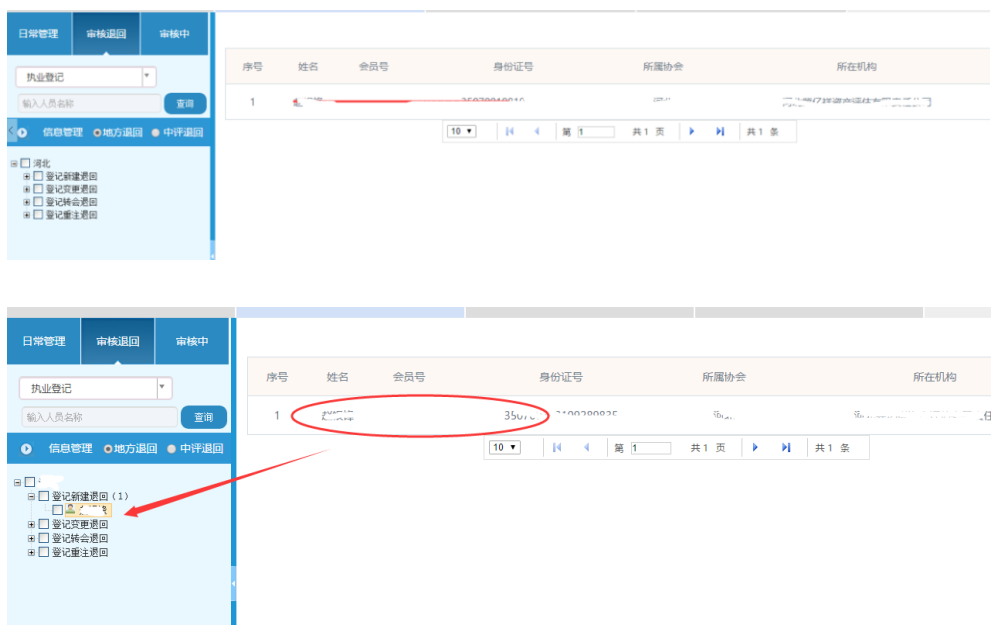 日常管理 审核退回 审核中
执业登记
序号 姓名 会员号 身份证号 所属协会 所在机构
输入人员名称 查询
1
信息管理 地方退回 中评退回
10 第 1 共 1 页 共 1 条
河北
登记新建退回
登记变更退回
登记转会退回
登记重注退回
日常管理 审核退回 审核中
序号 姓名 会员号 身份证号 所属协会 所在机构
执业登记
输入人员名称 查询
1
信息管理 地方退回 中评退回
10 第 1 共 1 页 共 1 条
登记新建退回 (1)
登记变更退回
登记转会退回
登记重注退回